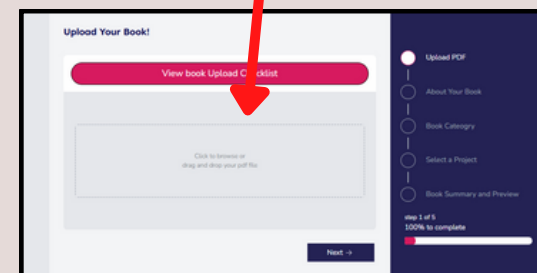 Upload Your Book!
View book Upload Checklist
Click to browse or
drag and drop your pdf file
Next →
Upload PDF
About Your Book
Book Cateogry
Select a Project
Book Summary and Preview
step 1 of 5
100% to complete